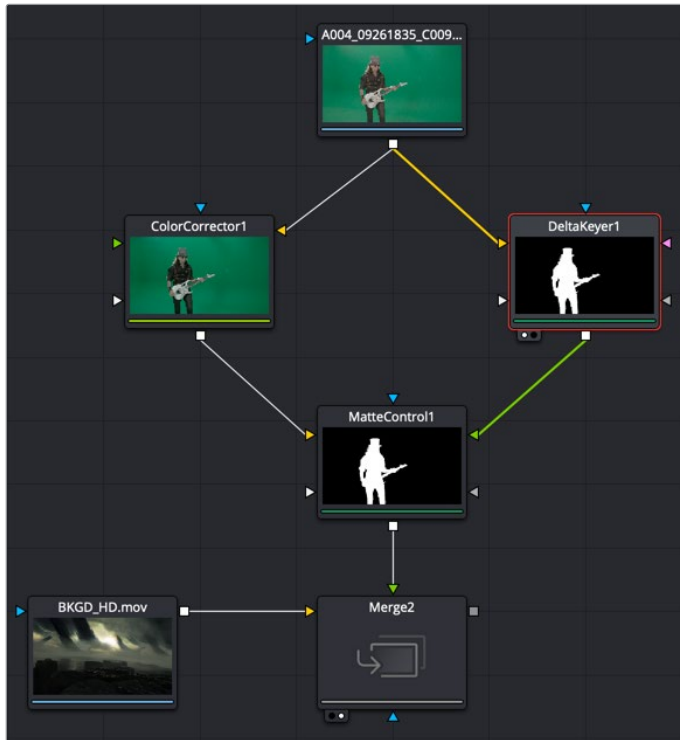 A004_09261835_C009...
ColorCorrector1
DeltaKeyer1
MatteControl1
BKGD_HD.mov
Merge2